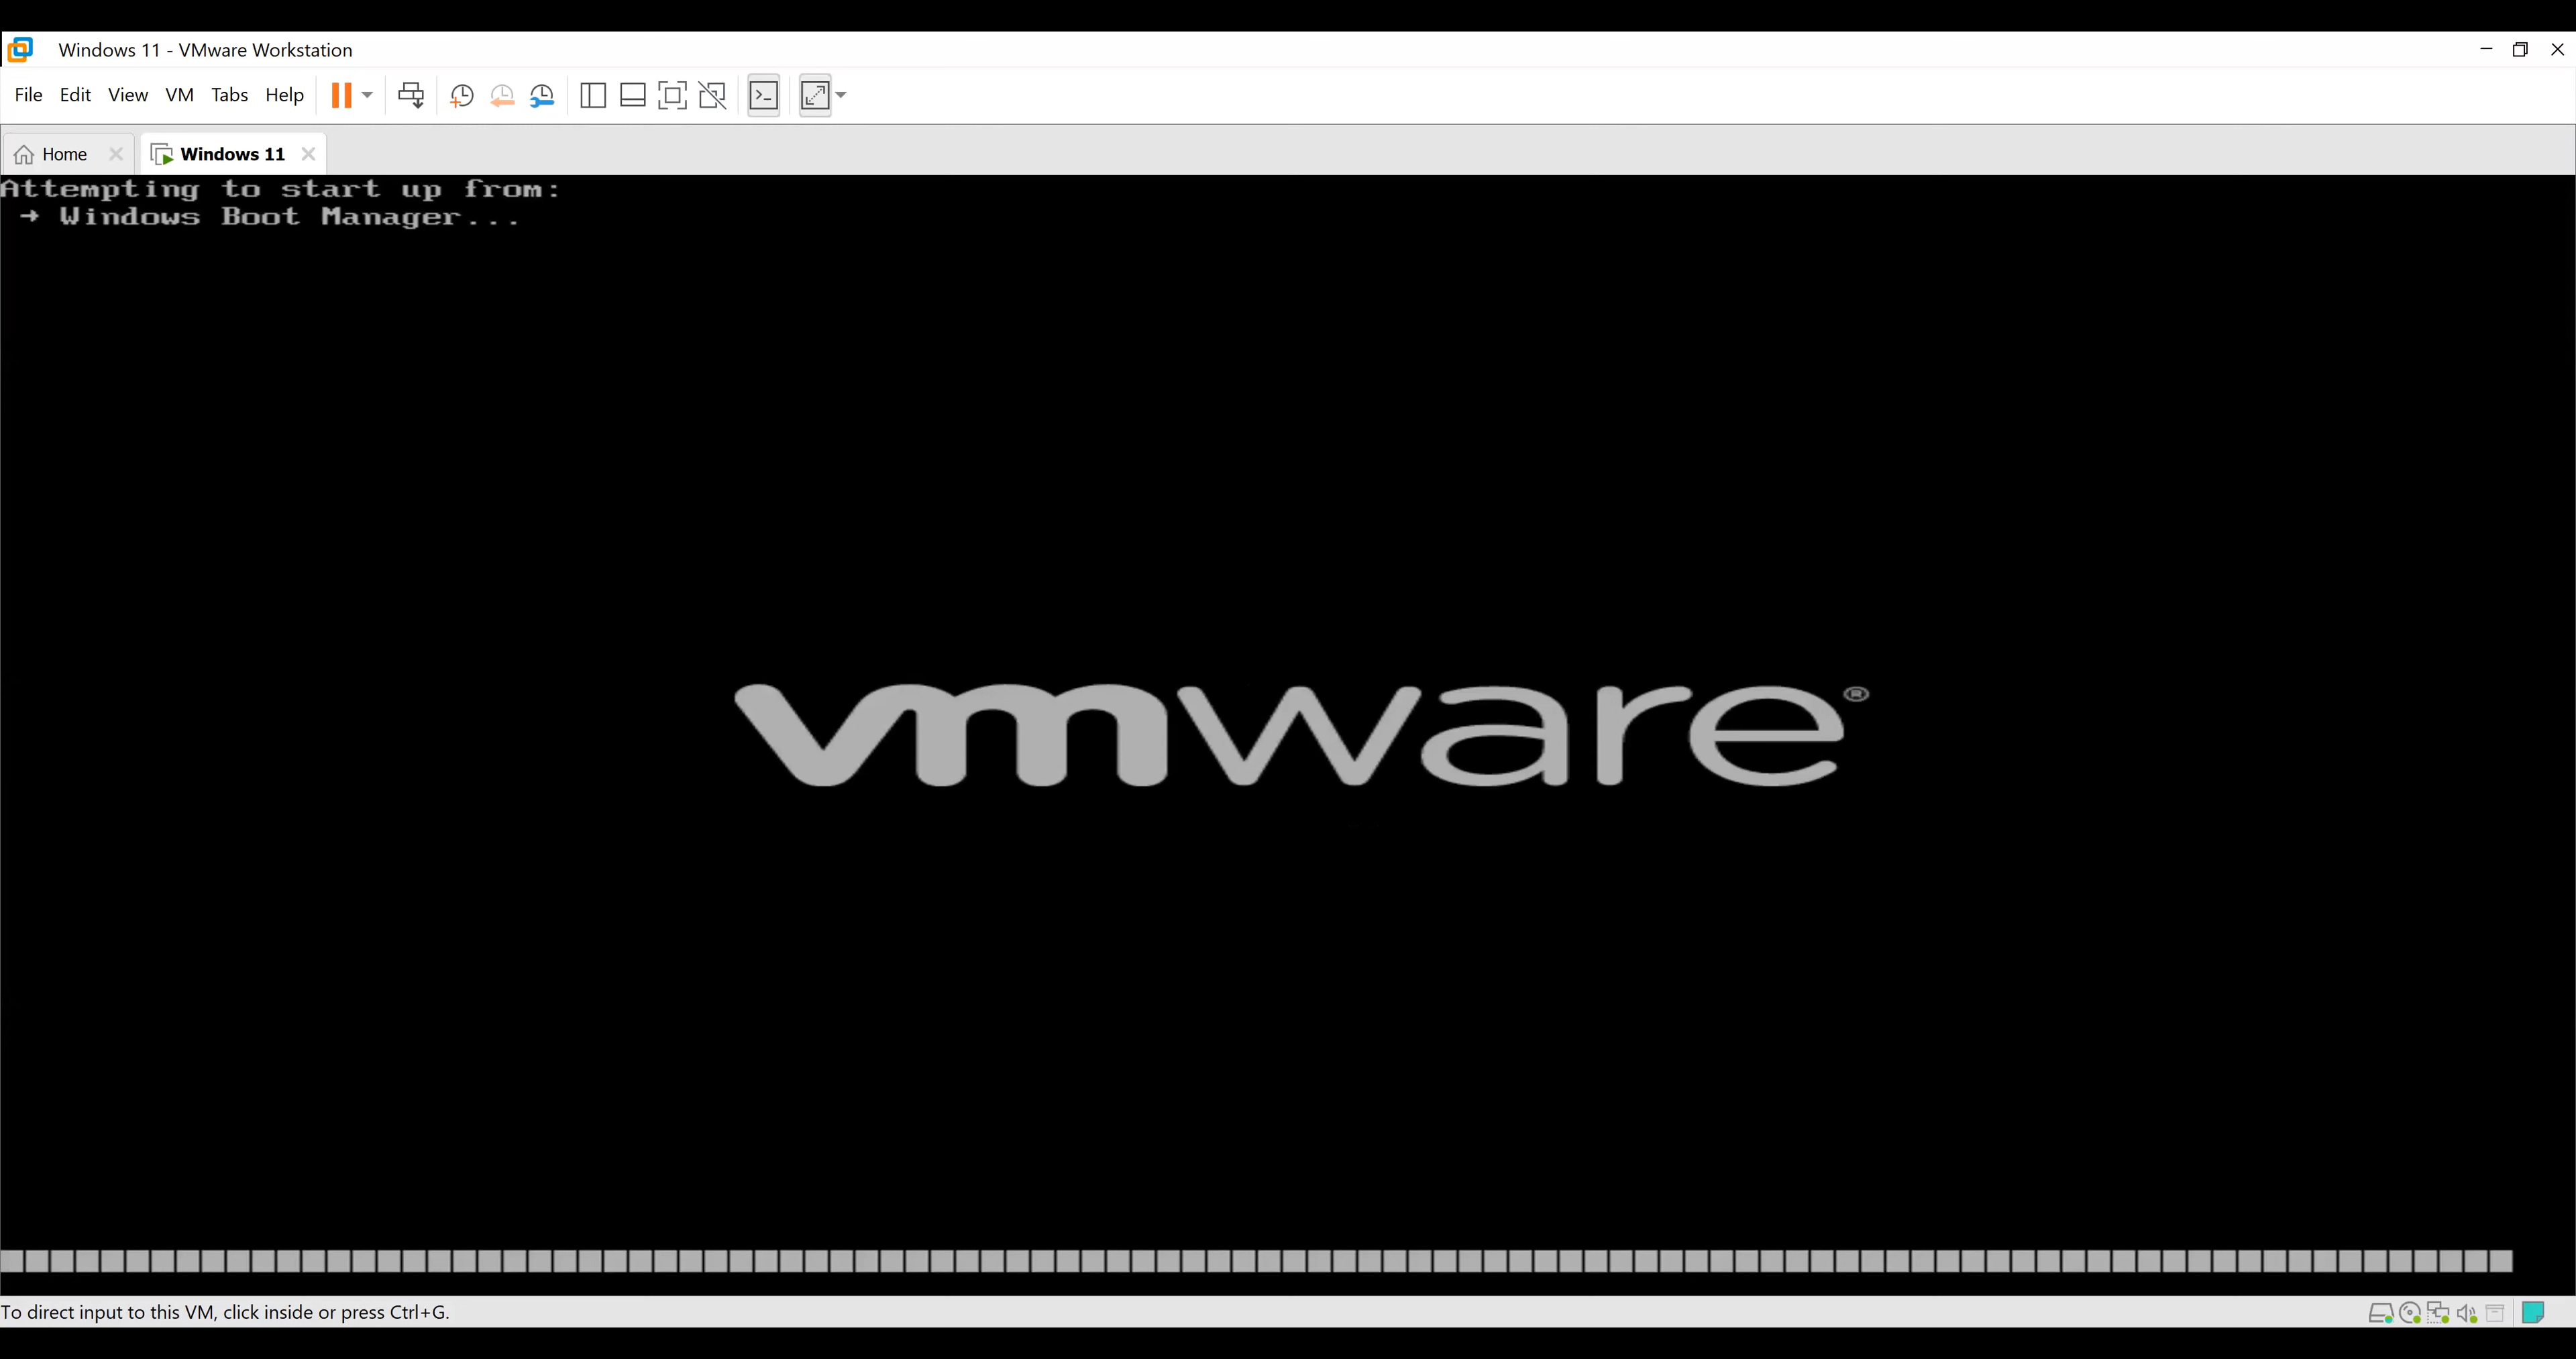 Windows 11 - VMware Workstation
File Edit View VM Tabs Help
Home Windows 11
Attempting to start up from:
→ Windows Boot Manager...
vmware®
To direct input to this VM, click inside or press Ctrl+G.